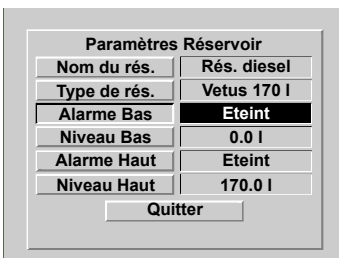 Paramètres Réservoir
Nom du rés. Rés. diesel
Type de rés. Vetus 170 l
Alarme Bas Eteint
Niveau Bas 0.0 l
Alarme Haut Eteint
Niveau Haut 170.0 l
Quitter